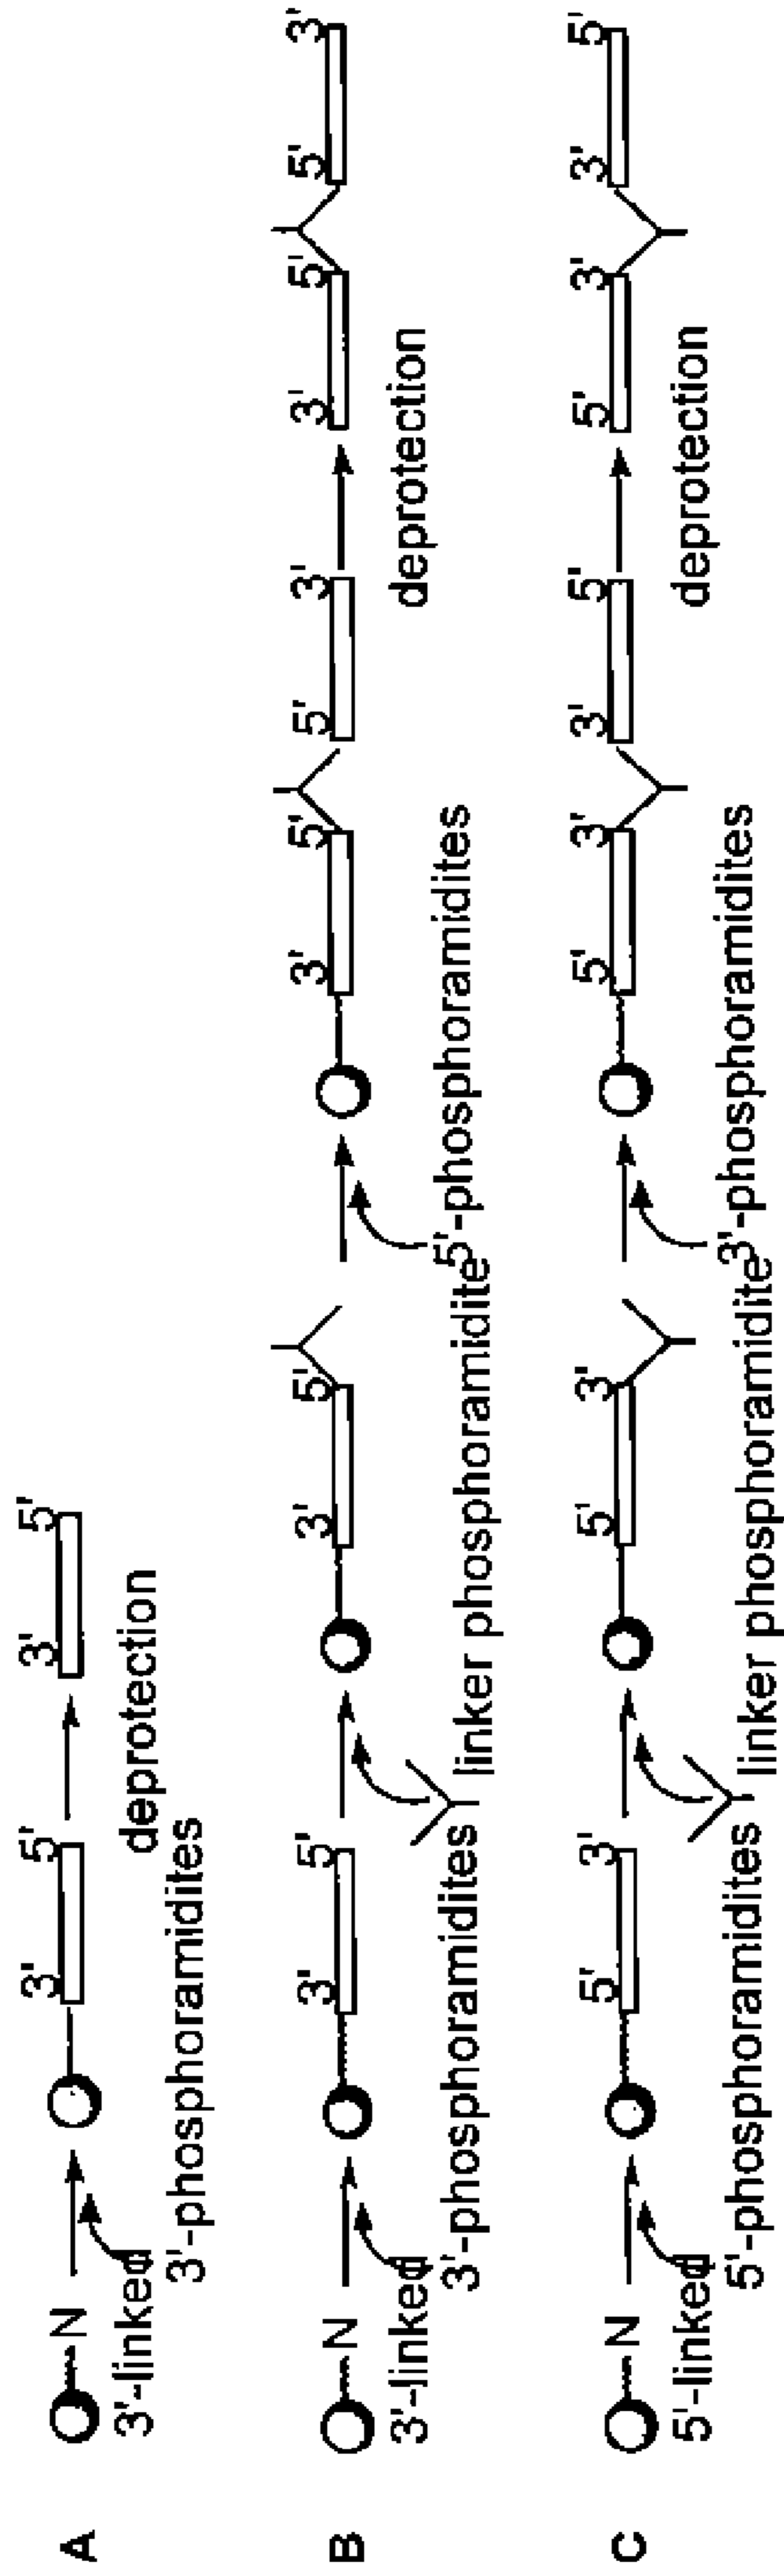 A
N
3'-linked
3'-phosphoramidites
3' 5'
deprotection
3' 5'
B
N
3'-linked
3'-phosphoramidites
3' 5'
linker phosphoramidite
3' 5'
5'-phosphoramidites
3' 5' 5' 3'
deprotection
3' 5' 5' 3'
C
N
5'-linked
5'-phosphoramidites
5' 3'
linker phosphoramidite
5' 3'
3'-phosphoramidites
5' 3' 3' 5'
deprotection
5' 3' 3' 5'